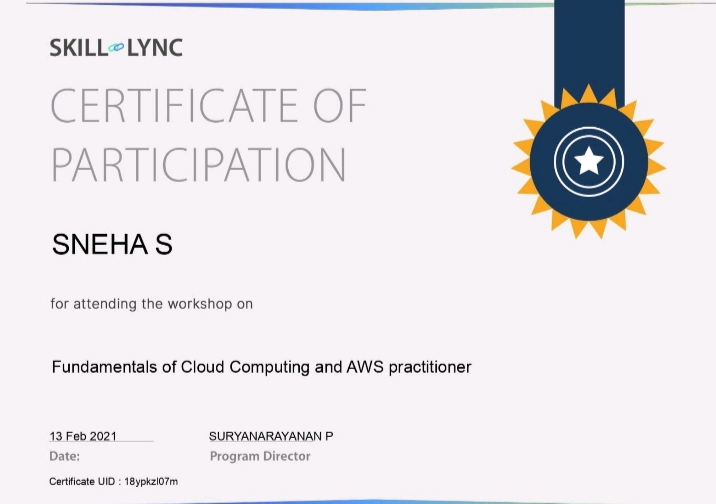 SKILL LYNC
CERTIFICATE OF
PARTICIPATION
SNEHA S
for attending the workshop on
Fundamentals of Cloud Computing and AWS practitioner
13 Feb 2021 SURYANARAYANAN P
Date: Program Director
Certificate UID : 18ypkzl07m